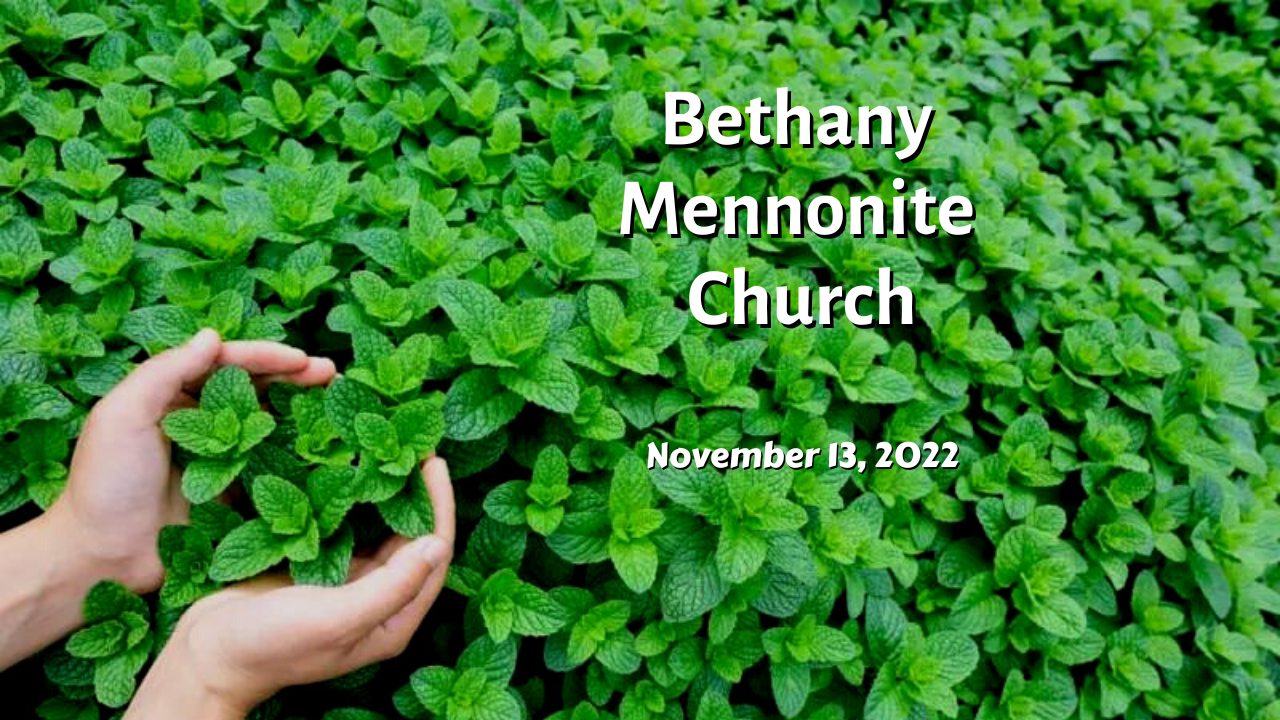 Bethany
Mennonite
Church
November 13, 2022